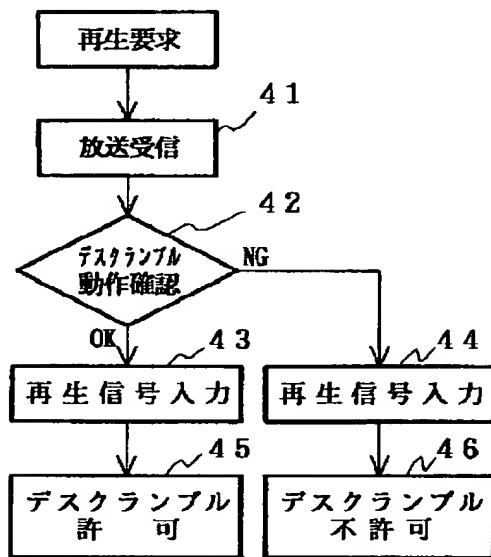 再生要求
41
放送受信
42
デスクランブル
動作確認
NG
OK
43
再生信号入力
44
再生信号入力
45
デスクランブル
許可
46
デスクランブル
不許可